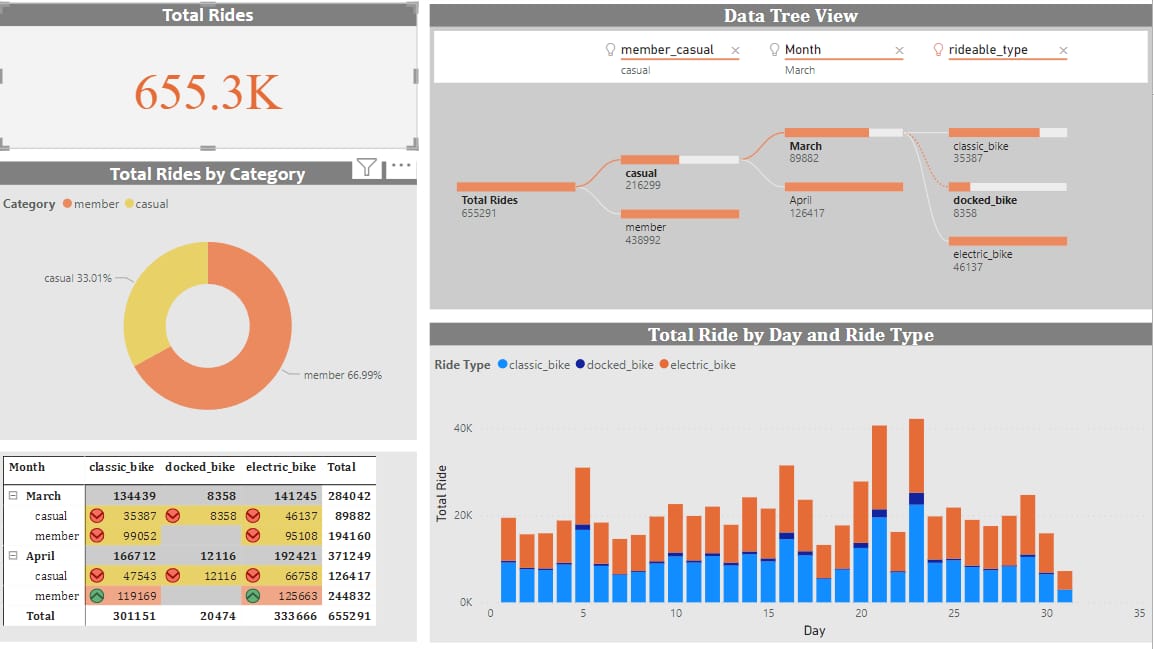 Total Rides
655.3K
Total Rides by Category
Category member casual
casual 33.01%
member 66.99%
Month classic_bike docked_bike electric_bike Total
March 134439 8358 141245 284042
casual 35387 8358 46137 89882
member 99052 95108 194160
April 166712 12116 192421 371249
casual 47543 12116 66758 126417
member 119169 125663 244832
Total 301151 20474 333666 655291
Data Tree View
member_casual Month rideable_type
casual March
Total Rides
655291
casual
216299
member
438992
March
89882
April
126417
classic_bike
35387
docked_bike
8358
electric_bike
46137
Total Ride by Day and Ride Type
Ride Type classic_bike docked_bike electric_bike
Total Ride
40K
20K
0K
0 5 10 15 20 25 30 35
Day